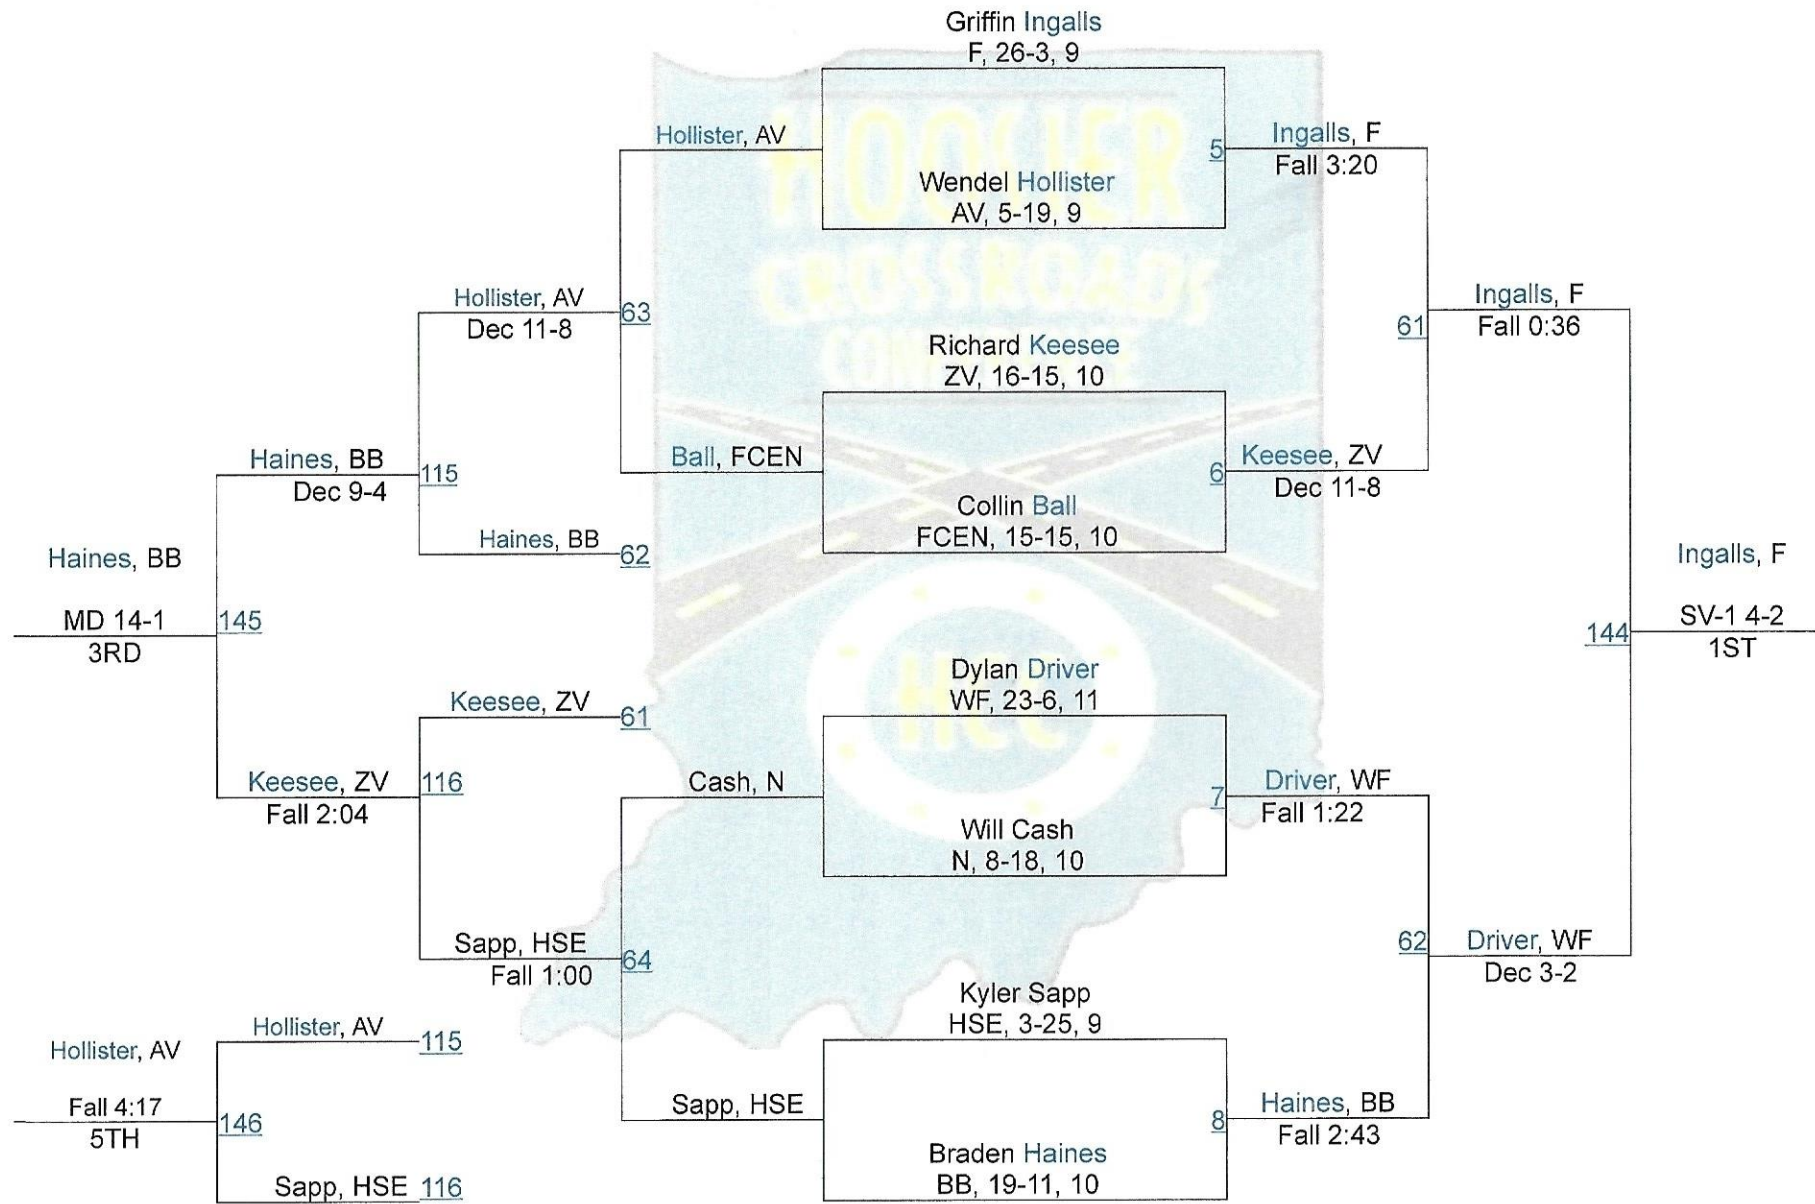 Griffin Ingalls
F, 26-3, 9
Hollister, AV
5
Ingalls, F
Fall 3:20
Wendel Hollister
AV, 5-19, 9
HOOSIER
CROSSROADS
CONFERENCE
Hollister, AV
Dec 11-8
63
Richard Keesee
ZV, 16-15, 10
61
Ingalls, F
Fall 0:36
Haines, BB
Dec 9-4
115
Ball, FCEN
6
Keesee, ZV
Dec 11-8
Collin Ball
FCEN, 15-15, 10
Haines, BB
62
Haines, BB
MD 14-1
3RD
145
HCC
144
Ingalls, F
SV-1 4-2
1ST
Dylan Driver
WF, 23-6, 11
Keesee, ZV
61
Keesee, ZV
Fall 2:04
116
Cash, N
7
Driver, WF
Fall 1:22
Will Cash
N, 8-18, 10
Sapp, HSE
Fall 1:00
64
62
Driver, WF
Dec 3-2
Kyler Sapp
HSE, 3-25, 9
Hollister, AV
115
Hollister, AV
Fall 4:17
5TH
146
Sapp, HSE
8
Haines, BB
Fall 2:43
Braden Haines
BB, 19-11, 10
Sapp, HSE
116